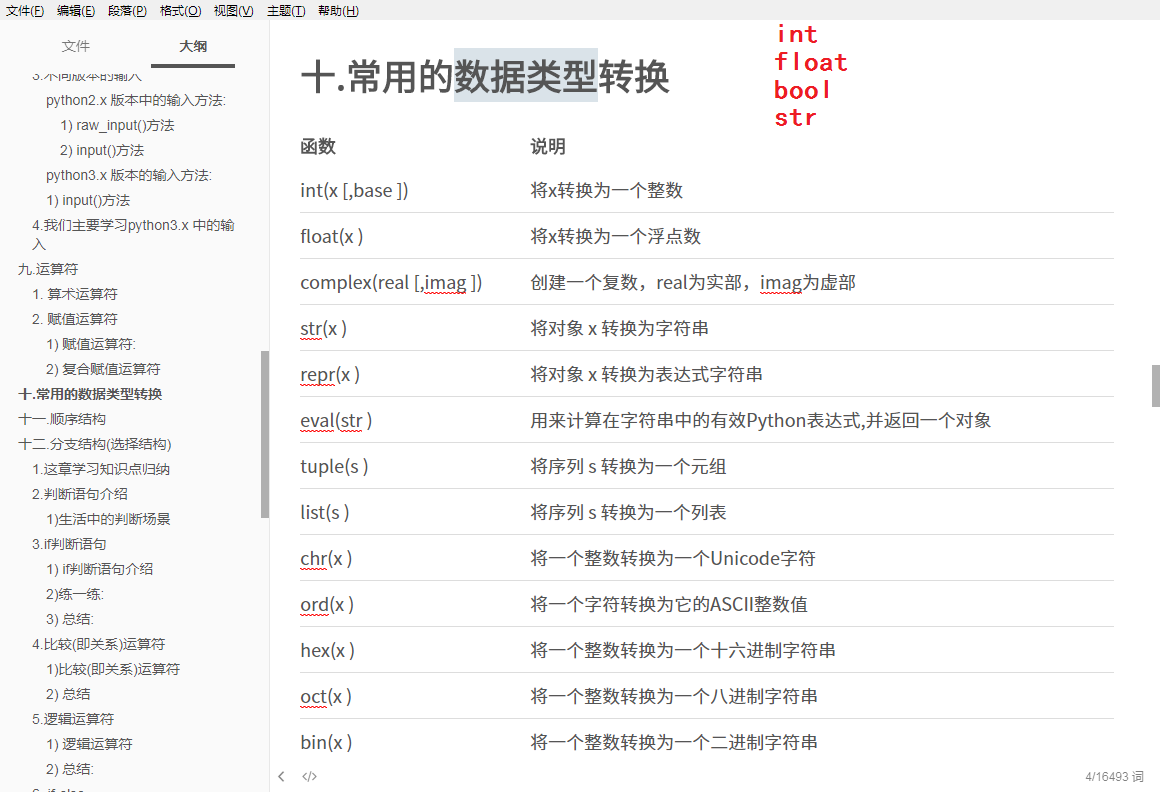 文件(F) 编辑(E) 段落(P) 格式(O) 视图(V) 主题(T) 帮助(H)
文件 大纲
3.不同版本的输入
python2.x 版本中的输入方法:
1) raw_input()方法
2) input()方法
python3.x 版本的输入方法:
1) input()方法
4.我们主要学习python3.x 中的输
入
九.运算符
1. 算术运算符
2. 赋值运算符
1) 赋值运算符:
2) 复合赋值运算符
十.常用的数据类型转换
十一.顺序结构
十二.分支结构(选择结构)
1.这章学习知识点归纳
2.判断语句介绍
1)生活中的判断场景
3.if判断语句
1) if判断语句介绍
2)练一练:
3) 总结:
4.比较(即关系)运算符
1)比较(即关系)运算符
2) 总结
5.逻辑运算符
1) 逻辑运算符
2) 总结:
十.常用的数据类型转换
int
float
bool
str
函数 说明
int(x [,base ]) 将x转换为一个整数
float(x ) 将x转换为一个浮点数
complex(real [,imag ]) 创建一个复数，real为实部，imag为虚部
str(x ) 将对象 x 转换为字符串
repr(x ) 将对象 x 转换为表达式字符串
eval(str ) 用来计算在字符串中的有效Python表达式,并返回一个对象
tuple(s ) 将序列 s 转换为一个元组
list(s ) 将序列 s 转换为一个列表
chr(x ) 将一个整数转换为一个Unicode字符
ord(x ) 将一个字符转换为它的ASCII整数值
hex(x ) 将一个整数转换为一个十六进制字符串
oct(x ) 将一个整数转换为一个八进制字符串
bin(x ) 将一个整数转换为一个二进制字符串
4/16493 词